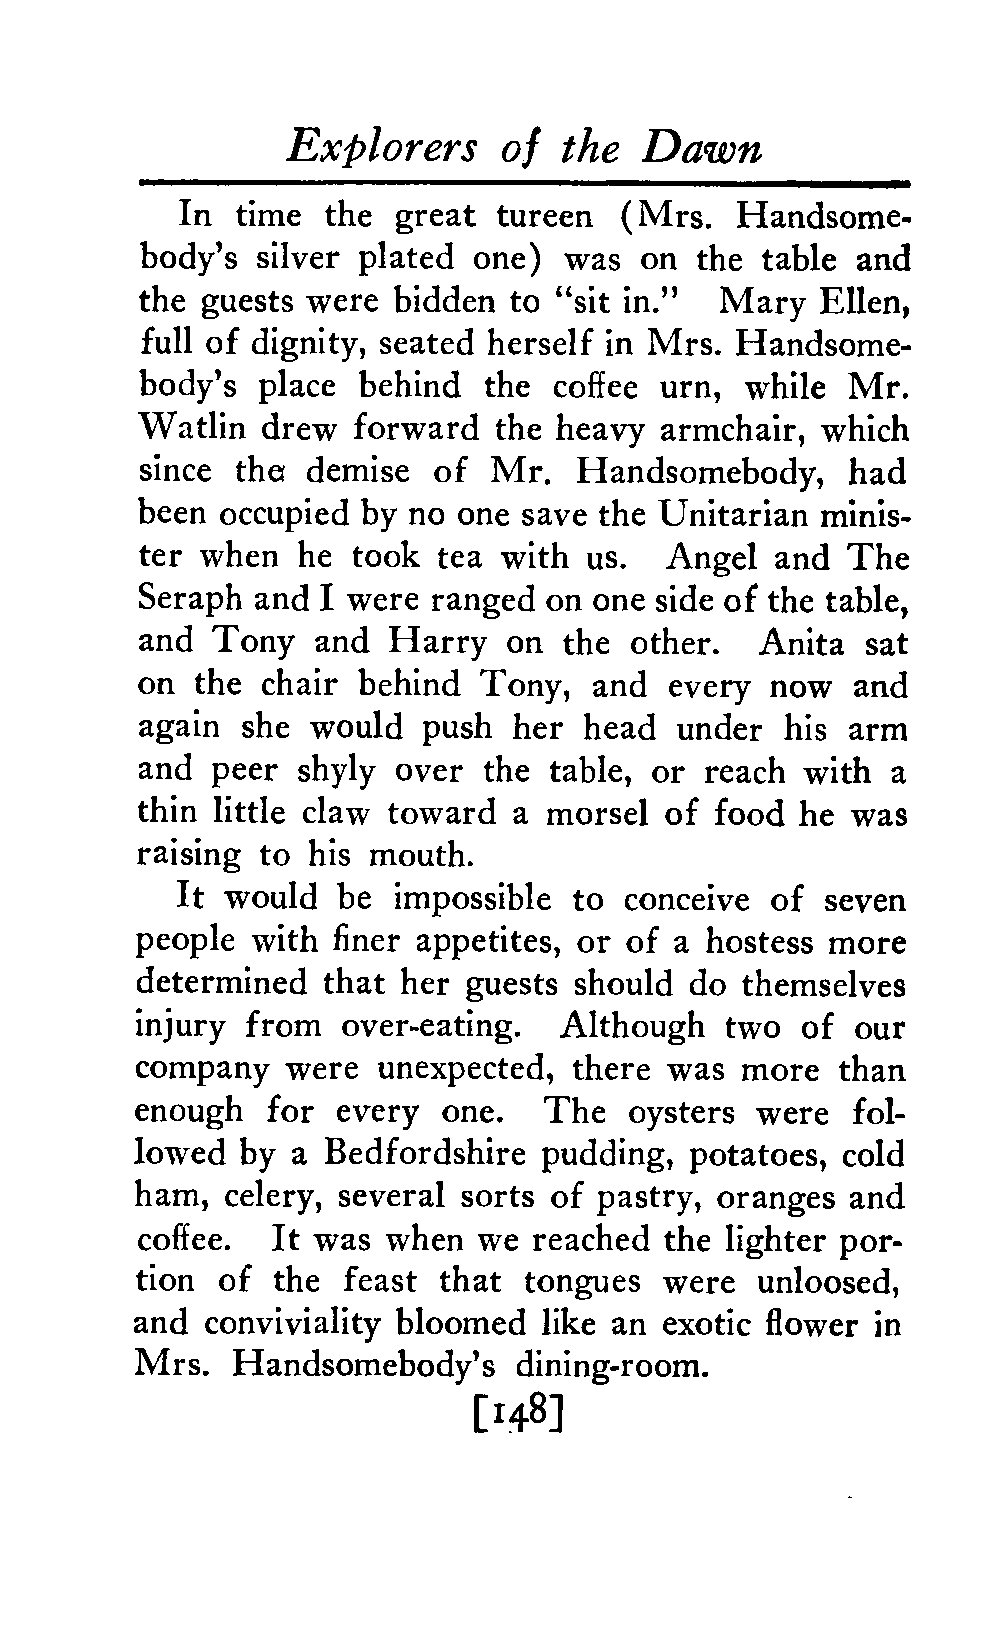 Explorers of the Dawn
In time the great tureen (Mrs. Handsome-
body's silver plated one) was on the table and
the guests were bidden to "sit in." Mary Ellen,
full of dignity, seated herself in Mrs. Handsome-
body's place behind the coffee urn, while Mr.
Watlin drew forward the heavy armchair, which
since the demise of Mr. Handsomebody, had
been occupied by no one save the Unitarian minis-
ter when he took tea with us. Angel and The
Seraph and I were ranged on one side of the table,
and Tony and Harry on the other. Anita sat
on the chair behind Tony, and every now and
again she would push her head under his arm
and peer shyly over the table, or reach with a
thin little claw toward a morsel of food he was
raising to his mouth.
It would be impossible to conceive of seven
people with finer appetites, or of a hostess more
determined that her guests should do themselves
injury from over-eating. Although two of our
company were unexpected, there was more than
enough for every one. The oysters were fol-
lowed by a Bedfordshire pudding, potatoes, cold
ham, celery, several sorts of pastry, oranges and
coffee. It was when we reached the lighter por-
tion of the feast that tongues were unloosed,
and conviviality bloomed like an exotic flower in
Mrs. Handsomebody's dining-room.
[148]